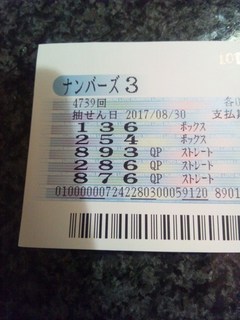 ナンバーズ3
4739回
抽せん日 2017/08/30 支払
136 ボックス
254 ボックス
893 QP ストレート
286 QP ストレート
876 QP ストレート
0100000072422803000 59120 8901